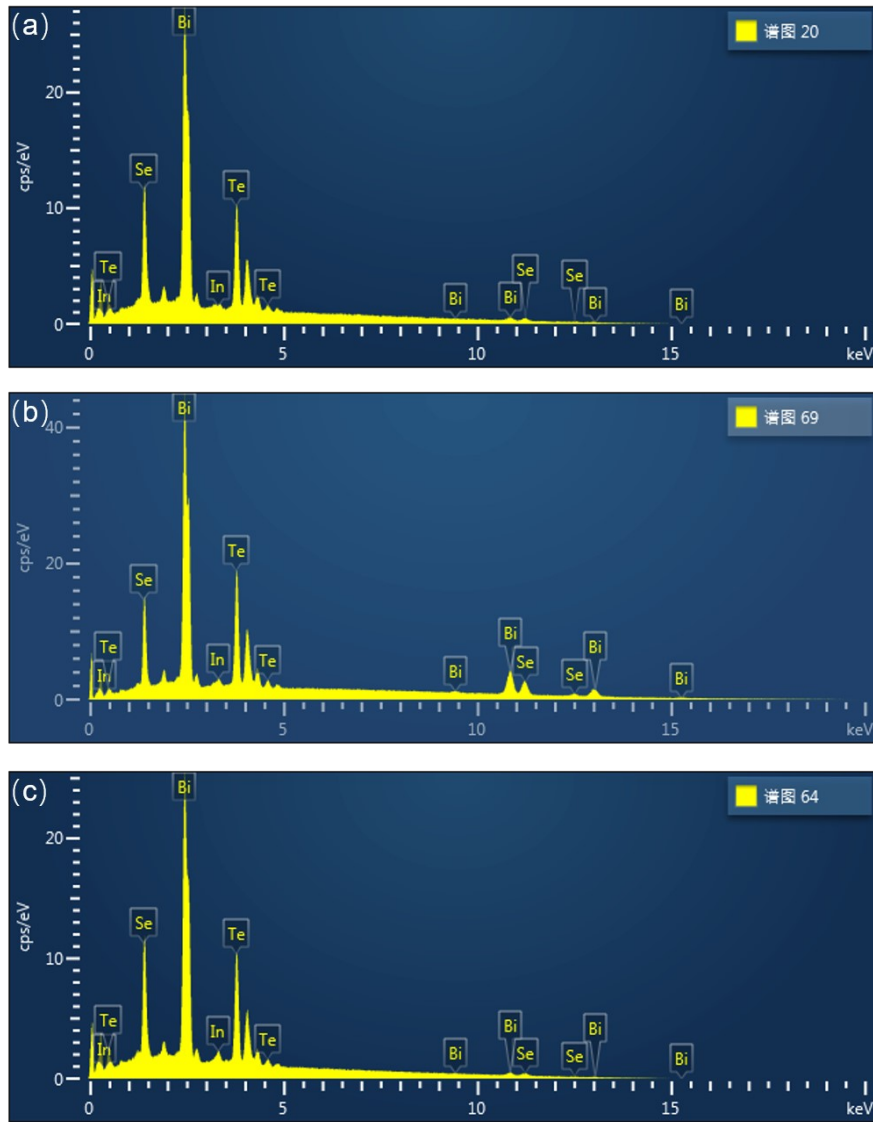 (a)
谱图 20
cps/eV
20
10
0
Bi
Se
Te
Te
In
In
Te
Bi
Bi
Se
Se
Bi
Bi
0
5
10
15
keV
(b)
谱图 69
cps/eV
40
20
0
Bi
Se
Te
Te
In
In
Te
Bi
Bi
Se
Se
Bi
Bi
0
5
10
15
keV
(c)
谱图 64
cps/eV
20
10
0
Bi
Se
Te
Te
In
In
Te
Bi
Bi
Se
Se
Bi
Bi
0
5
10
15
keV